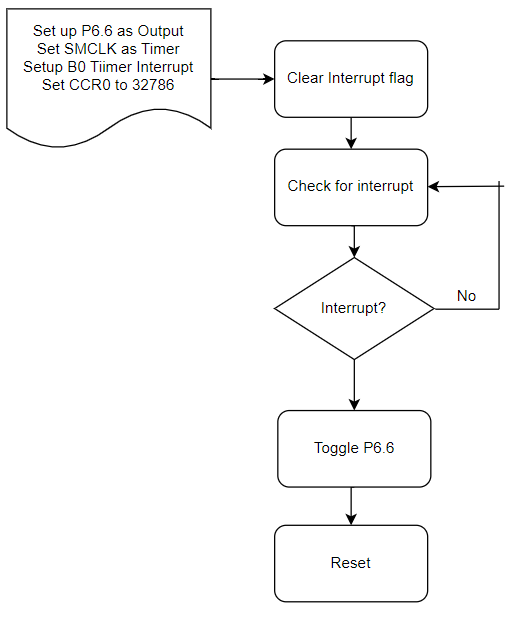 Set up P6.6 as Output
Set SMCLK as Timer
Setup B0 Tiimer Interrupt
Set CCR0 to 32786
Clear Interrupt flag
Check for interrupt
Interrupt?
No
Toggle P6.6
Reset